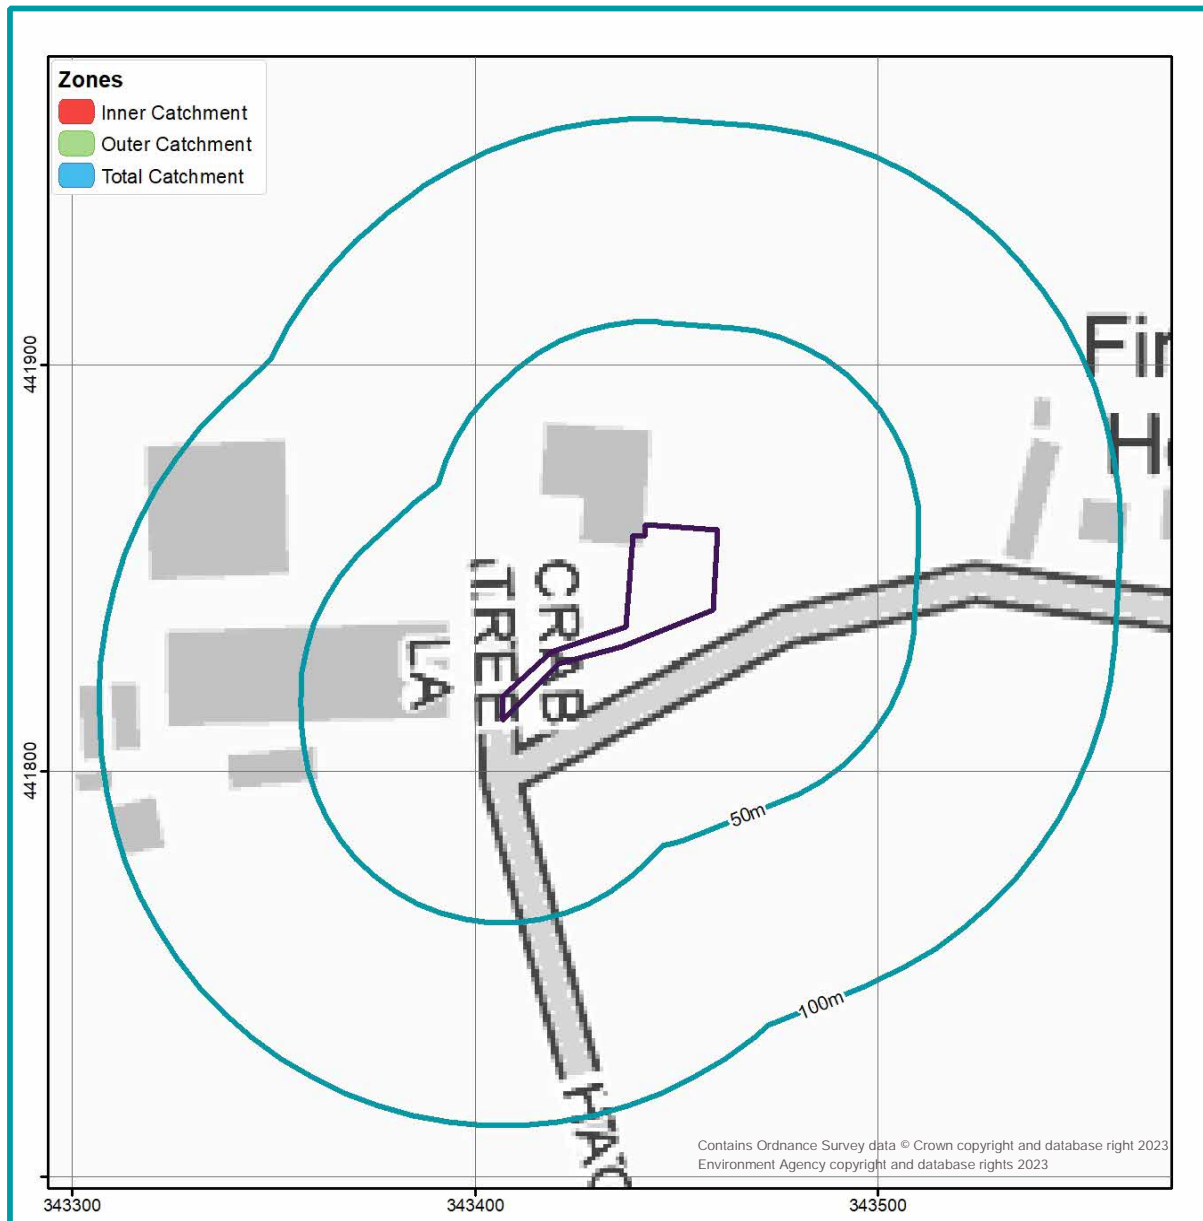 Zones
Inner Catchment
Outer Catchment
Total Catchment
441900
441800
Fir
CRAB
TREE
LA
50m
100m
Contains Ordnance Survey data © Crown copyright and database right 2023
Environment Agency copyright and database rights 2023
343300
343400
343500